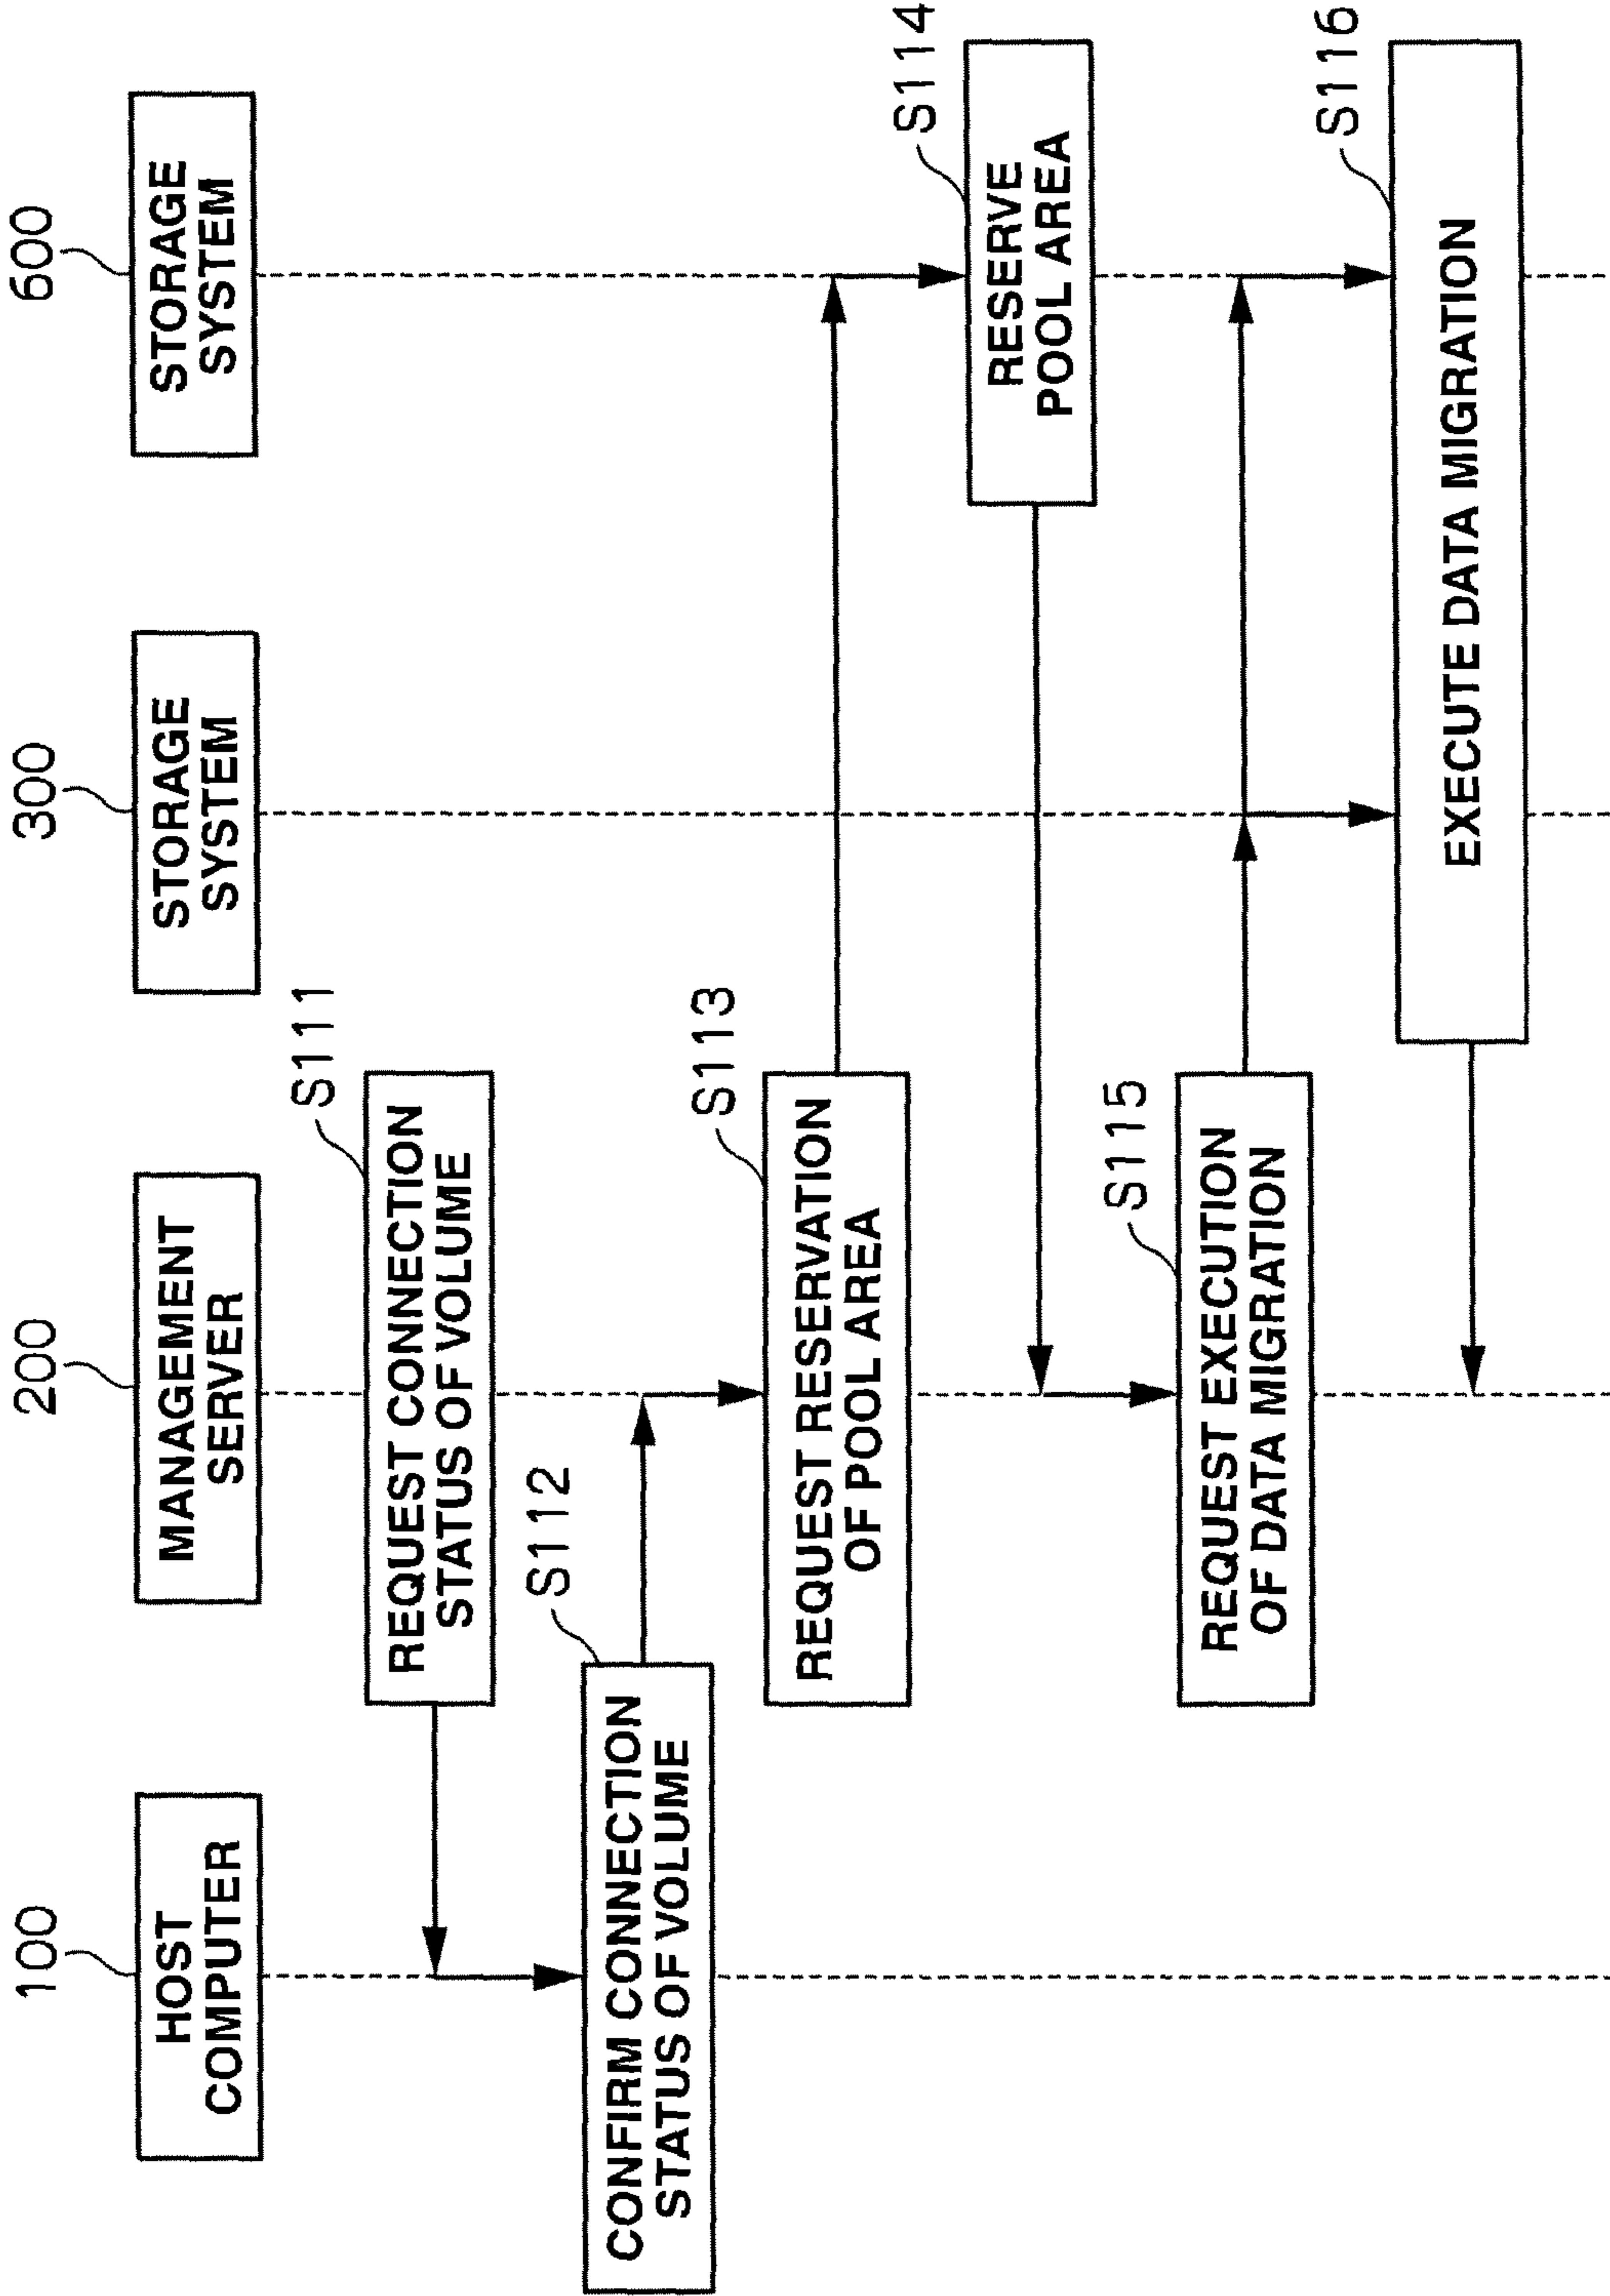 100
200
300
600
HOST
COMPUTER
MANAGEMENT
SERVER
STORAGE
SYSTEM
STORAGE
SYSTEM
S111
REQUEST CONNECTION
STATUS OF VOLUME
S112
CONFIRM CONNECTION
STATUS OF VOLUME
S113
REQUEST RESERVATION
OF POOL AREA
S114
RESERVE
POOL AREA
S115
REQUEST EXECUTION
OF DATA MIGRATION
S116
EXECUTE DATA MIGRATION